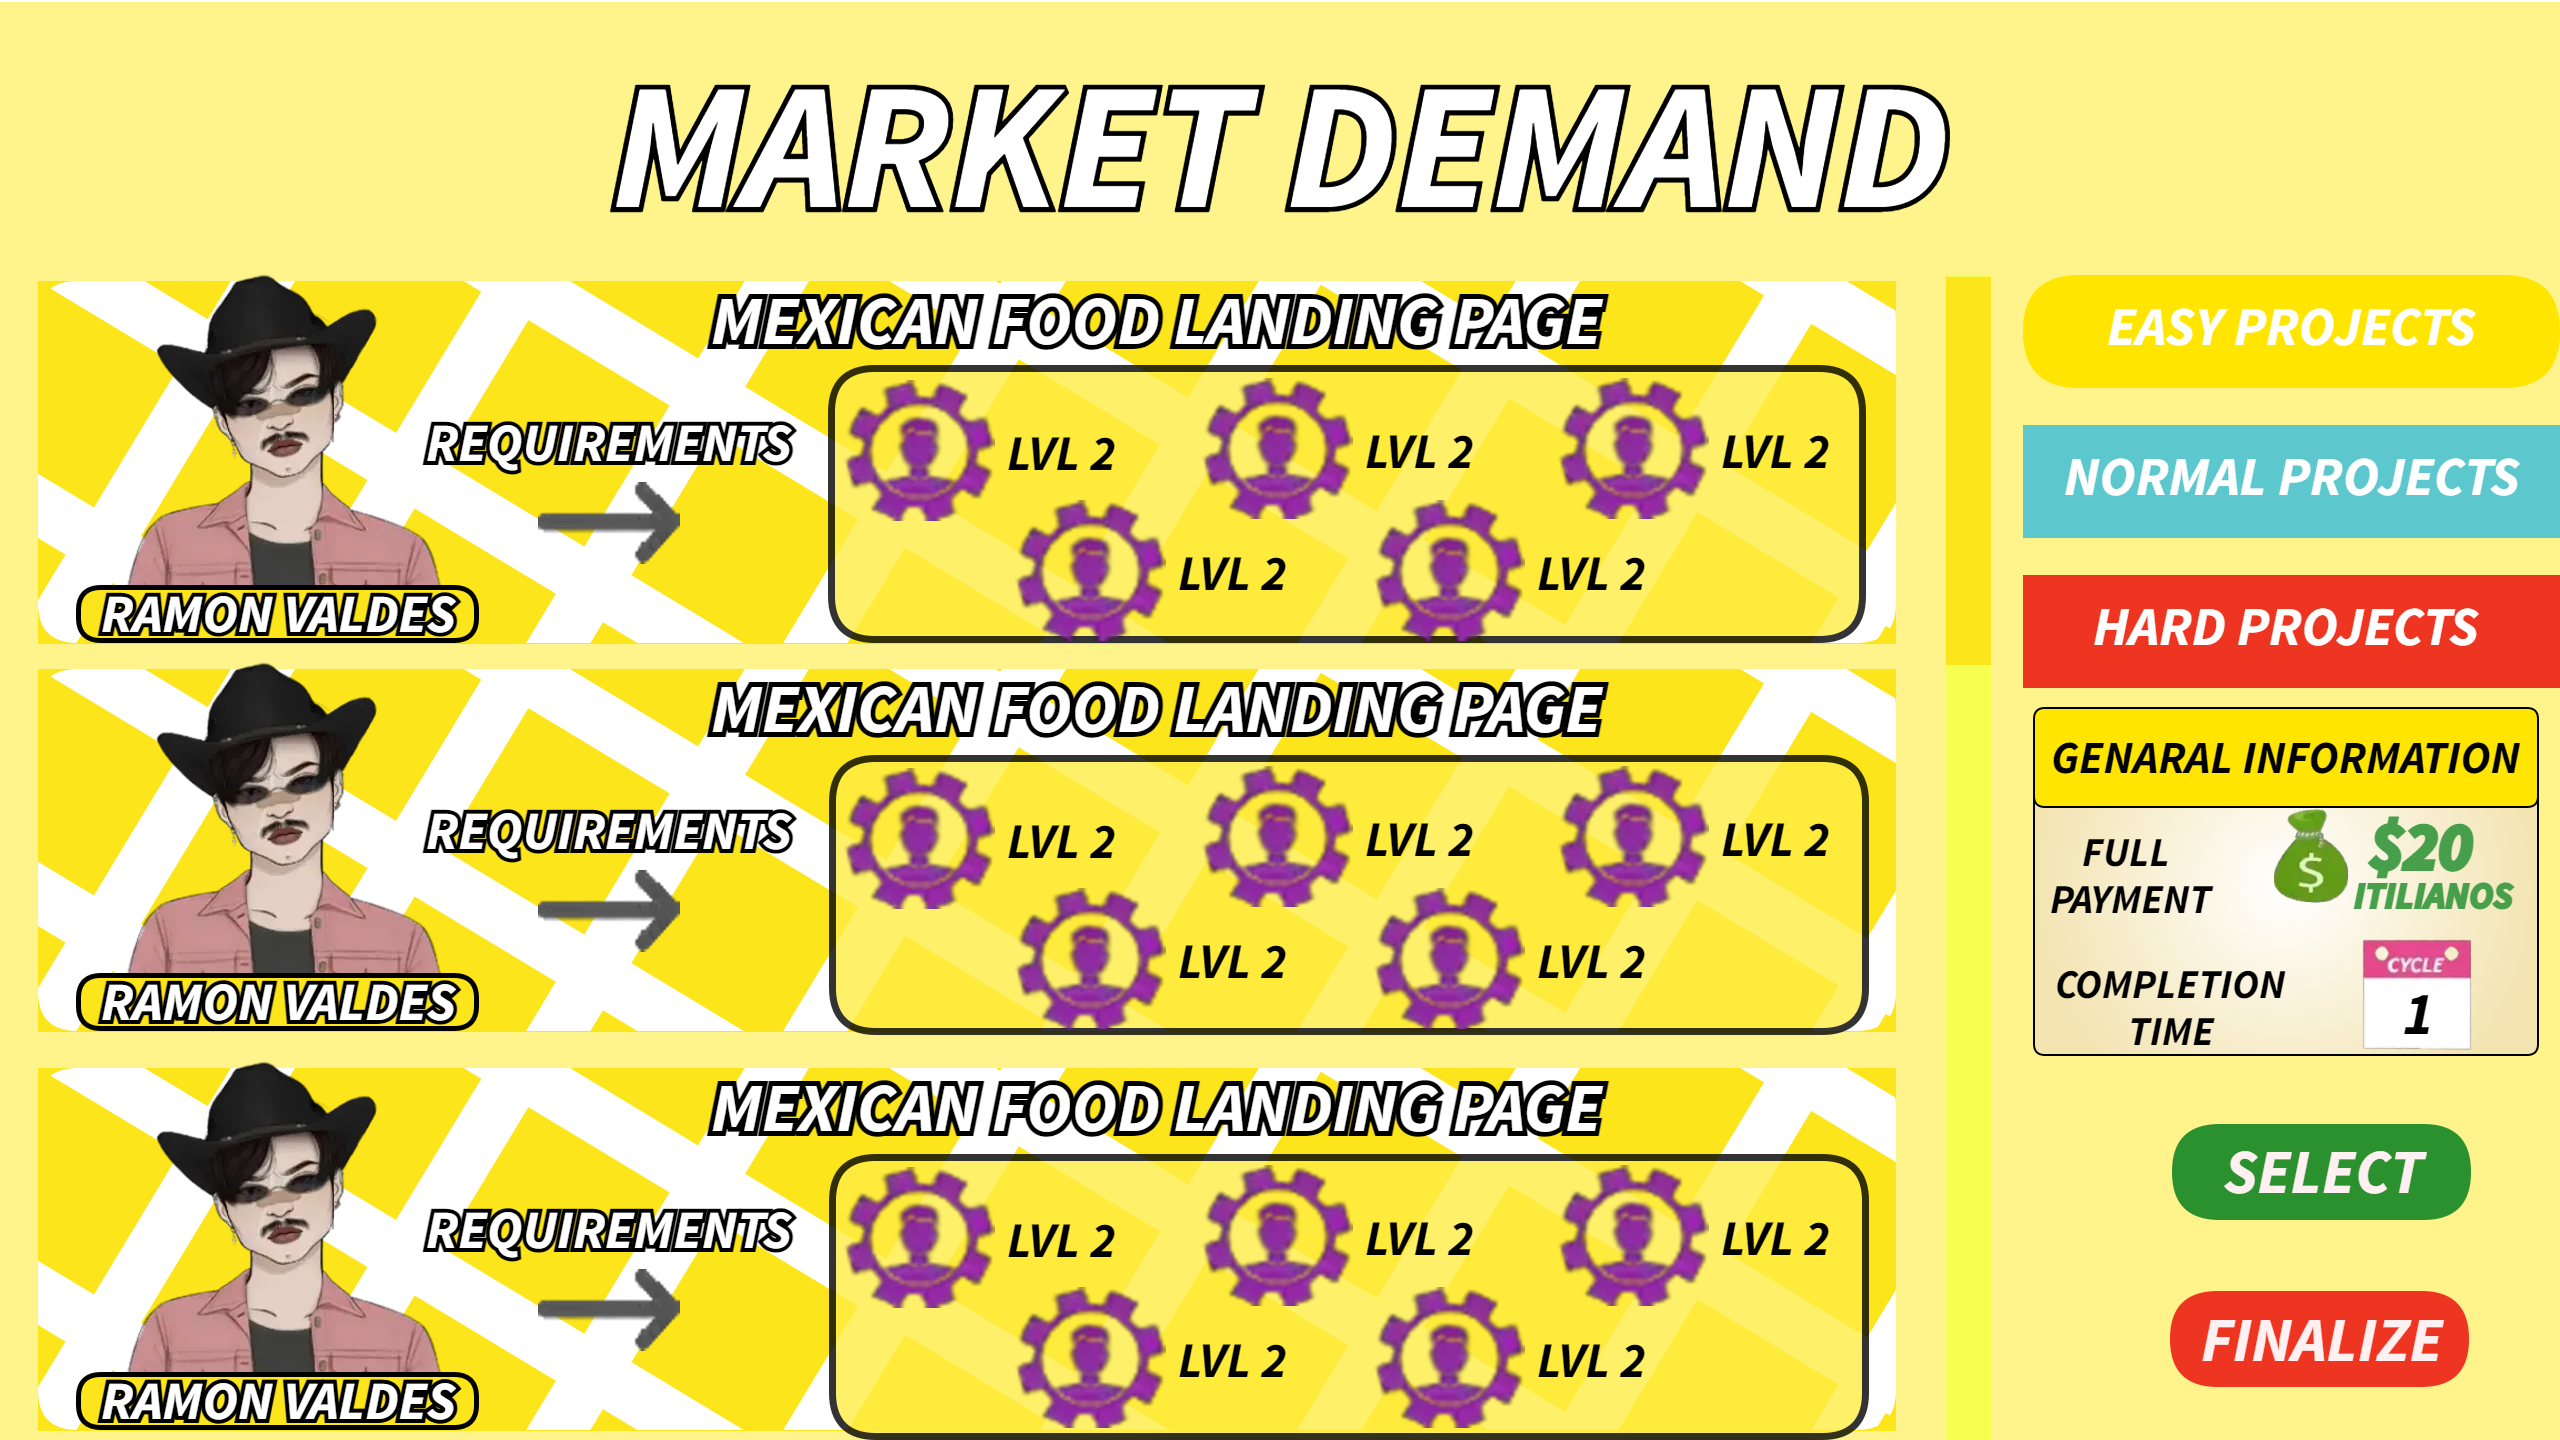 MARKET DEMAND
MEXICAN FOOD LANDING PAGE
REQUIREMENTS
LVL 2
LVL 2
LVL 2
LVL 2
LVL 2
RAMON VALDES
MEXICAN FOOD LANDING PAGE
REQUIREMENTS
LVL 2
LVL 2
LVL 2
LVL 2
LVL 2
RAMON VALDES
MEXICAN FOOD LANDING PAGE
REQUIREMENTS
LVL 2
LVL 2
LVL 2
LVL 2
LVL 2
RAMON VALDES
EASY PROJECTS
NORMAL PROJECTS
HARD PROJECTS
GENARAL INFORMATION
FULL
PAYMENT
$
$20
ITILIANOS
COMPLETION
TIME
CYCLE
1
SELECT
FINALIZE